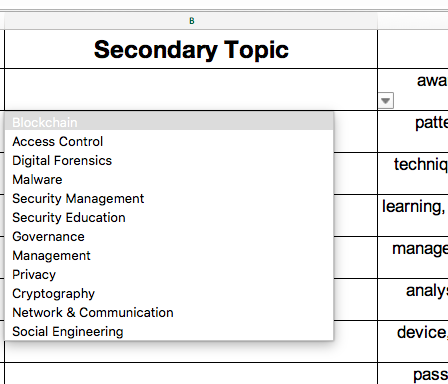 B
Secondary Topic
awa
Blockchain
patte
Access Control
Digital Forensics
techniq
Malware
Security Management
learning,
Security Education
Governance
manage
Management
Privacy
analys
Cryptography
Network & Communication
device,
Social Engineering
pass